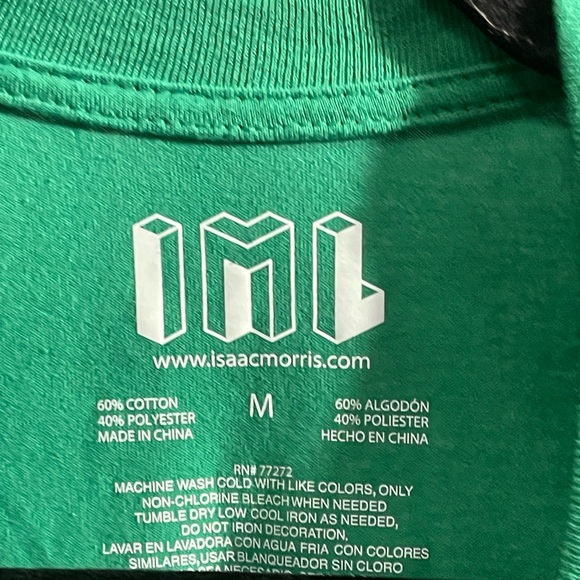 IML
www.isaacmorris.com
60% COTTON
40% POLYESTER
MADE IN CHINA
M
60% ALGODÓN
40% POLIESTER
HECHO EN CHINA
RN# 77272
MACHINE WASH COLD WITH LIKE COLORS, ONLY
NON-CHLORINE BLEACH WHEN NEEDED
TUMBLE DRY LOW COOL IRON AS NEEDED,
DO NOT IRON DECORATION.
LAVAR EN LAVADORA CON AGUA FRIA CON COLORES
SIMILARES, USAR BLANQUEADOR SIN CLORO